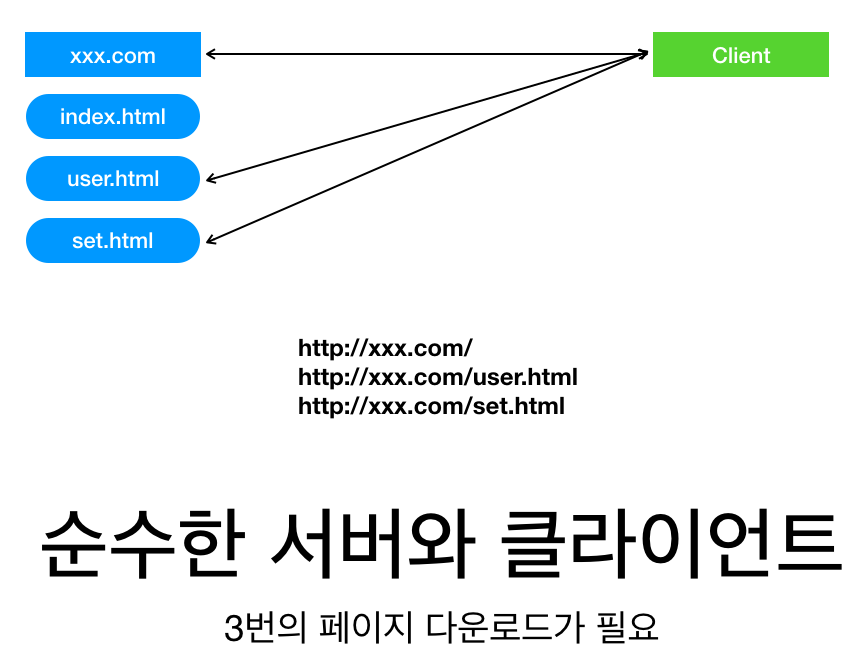 xxx.com
Client
index.html
user.html
set.html
http://xxx.com/
http://xxx.com/user.html
http://xxx.com/set.html
순수한 서버와 클라이언트
3번의 페이지 다운로드가 필요